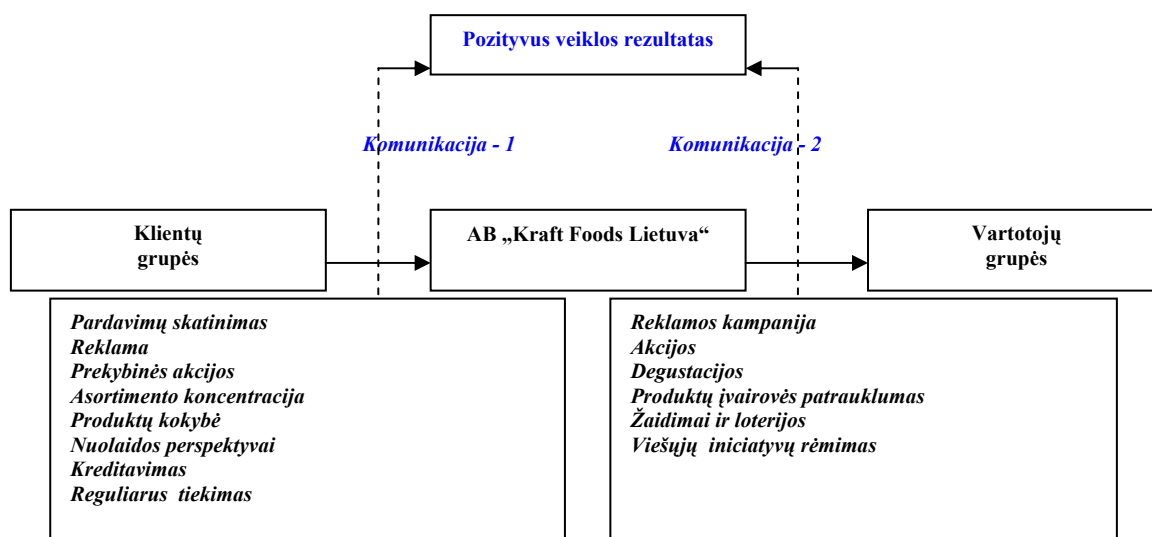 Pozityvus veiklos rezultatas
Komunikacija - 1
Komunikacija - 2
Klientų
grupės
AB „Kraft Foods Lietuva“
Vartotojų
grupės
Pardavimų skatinimas
Reklama
Prekybinės akcijos
Asortimento koncentracija
Produktų kokybė
Nuolaidos perspektyvai
Kreditavimas
Reguliarus tiekimas
Reklamos kampanija
Akcijos
Degustacijos
Produktų įvairovės patrauklumas
Žaidimai ir loterijos
Viešųjų iniciatyvų rėmimas